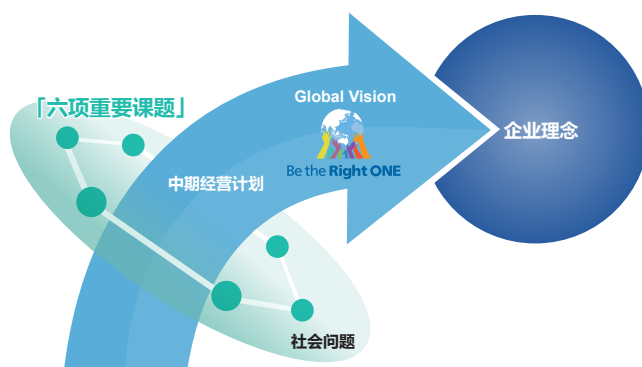 Global Vision
「六项重要课题」
企业理念
Be the Right ONE
中期经营计划
社会问题